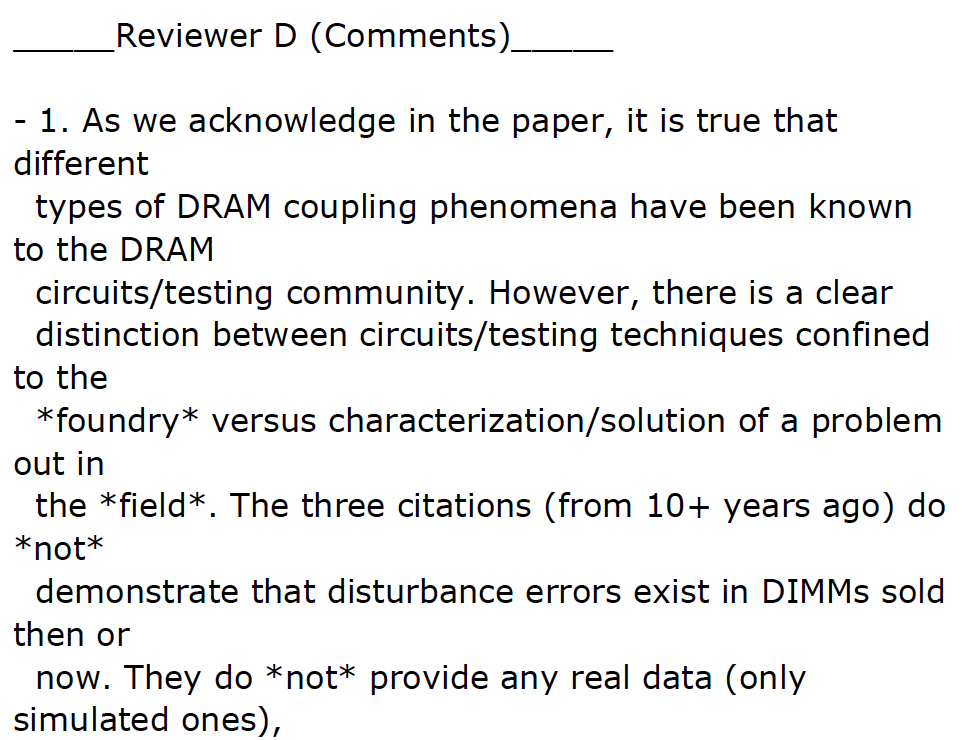 _____Reviewer D (Comments)_____
- 1. As we acknowledge in the paper, it is true that
different
types of DRAM coupling phenomena have been known
to the DRAM
circuits/testing community. However, there is a clear
distinction between circuits/testing techniques confined
to the
*foundry* versus characterization/solution of a problem
out in
the *field*. The three citations (from 10+ years ago) do
*not*
demonstrate that disturbance errors exist in DIMMs sold
then or
now. They do *not* provide any real data (only
simulated ones),